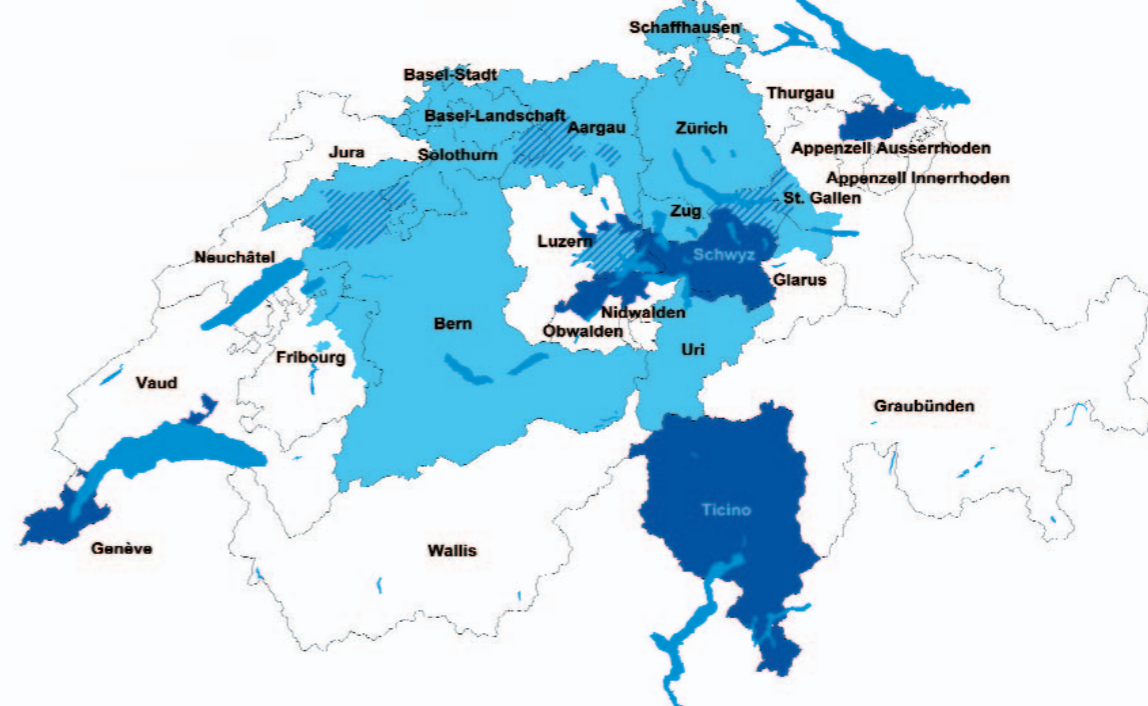 Schaffhausen
Basel-Stadt
Thurgau
Basel-Landschaft
Aargau
Zürich
Appenzell Ausserrhoden
Jura
Solothurn
Appenzell Innerrhoden
St. Gallen
Zug
Luzern
Schwyz
Neuchâtel
Glarus
Nidwalden
Bern
Obwalden
Uri
Fribourg
Vaud
Graubünden
Ticino
Genève
Wallis